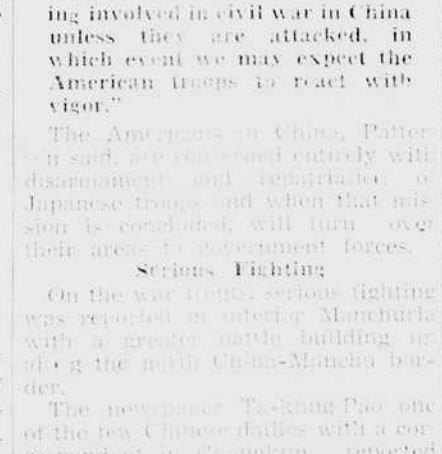 ing involved in civil war in China
unless they are attacked, in
which event we may expect the
American troops to react with
vigor."
The Americans in China, Patter-
son said, are concerned entirely with
disarmament and repatriation of
Japanese troops and when that mis-
sion is concluded, will turn over
their areas to government forces.
Serious Fighting
On the war fronts, serious fighting
was reported in interior Manchuria
with a greater battle building up
along the north China-Manchu bor-
der.
The newspaper Ta-Kung-Pao one
of the few Chinese dailies with a cor-
respondent in reported